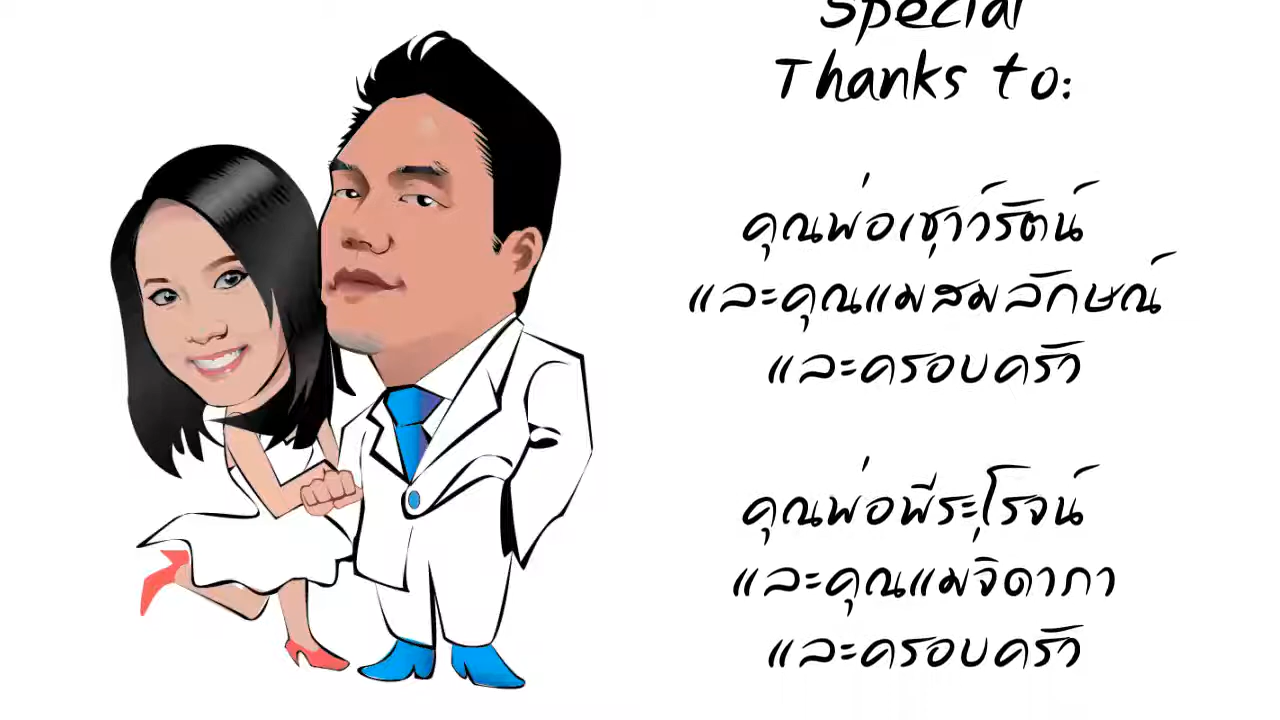 Special
Thanks to:
คุณพ่อเชาว์รัตน์
และคุณแม่สมลักษณ์
และครอบครัว
คุณพ่อพีระุโรจน์
และคุณแม่จิดาภา
และครอบครัว